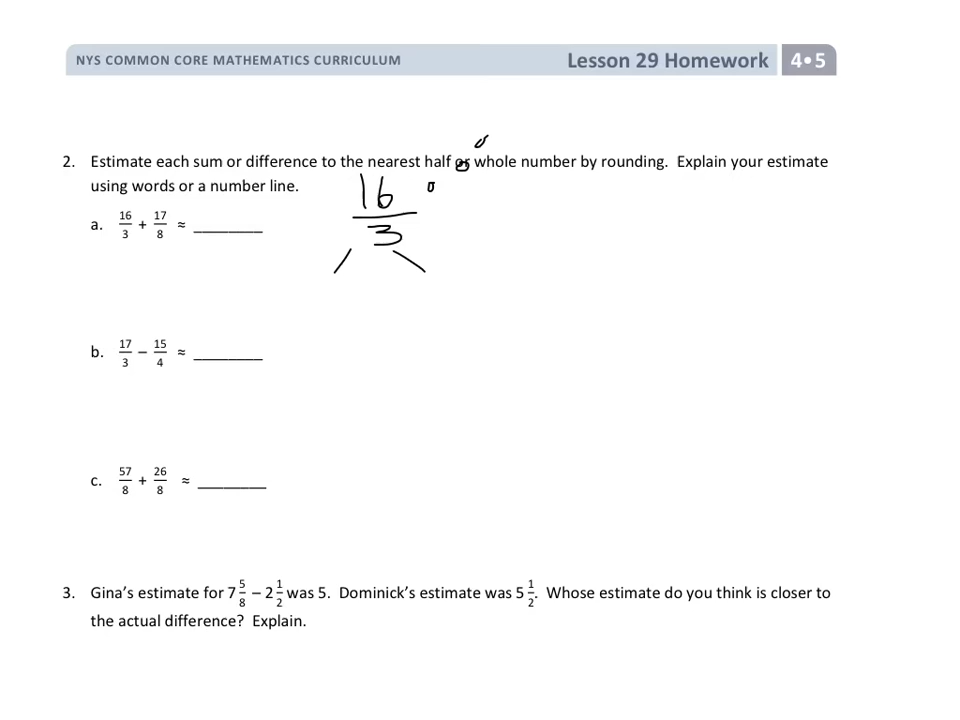 NYS COMMON CORE MATHEMATICS CURRICULUM Lesson 29 Homework 4•5
2. Estimate each sum or difference to the nearest half or whole number by rounding. Explain your estimate
using words or a number line.
16/3
a. 16/3 + 17/8 ≈ ________
b. 17/3 − 15/4 ≈ ________
c. 57/8 + 26/8 ≈ ________
3. Gina’s estimate for 7 5/8 − 2 1/2 was 5. Dominick’s estimate was 5 1/2. Whose estimate do you think is closer to
the actual difference? Explain.